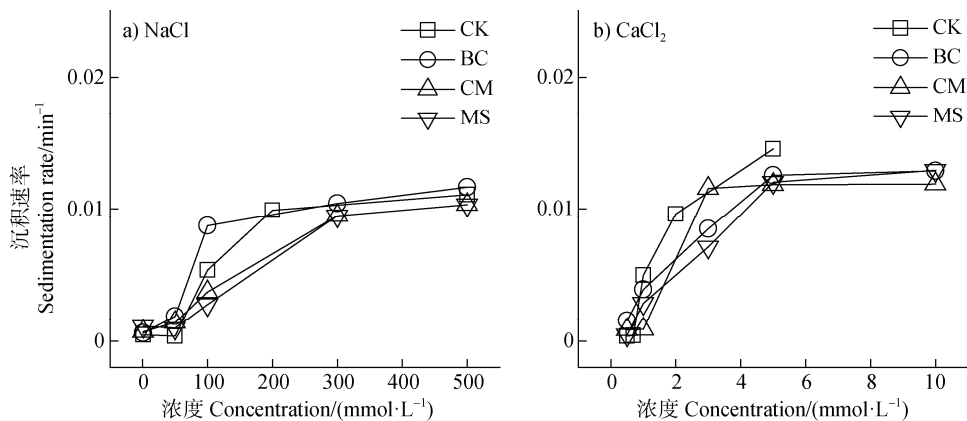 a) NaCl
CK
BC
CM
MS
0.02
0.01
0
0
100
200
300
400
500
浓度 Concentration/(mmol·L⁻¹)
沉积速率
Sedimentation rate/min⁻¹
b) CaCl₂
CK
BC
CM
MS
0.02
0.01
0
0
2
4
6
8
10
浓度 Concentration/(mmol·L⁻¹)